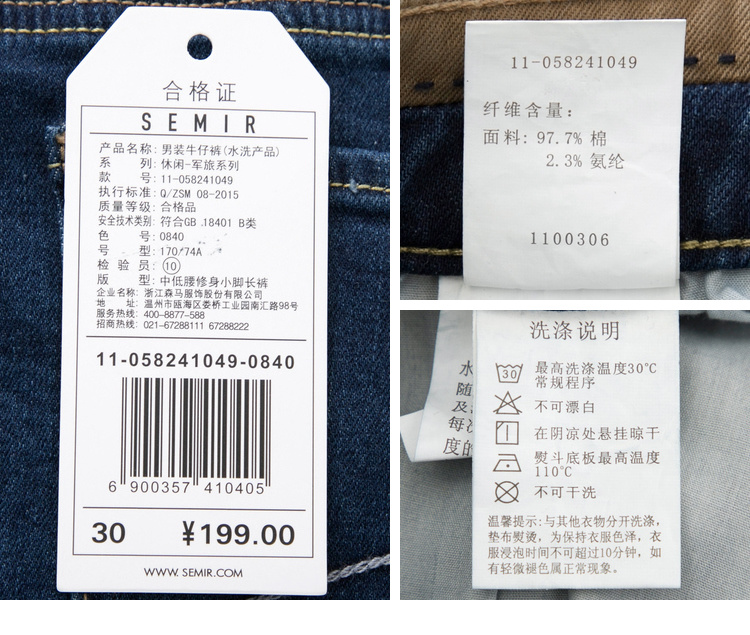 合格证
SEMIR
产品名称: 男装牛仔裤(水洗产品)
系 列: 休闲-军旅系列
款 号: 11-058241049
执行标准: Q/ZSM 08-2015
质量等级: 合格品
安全技术类别: 符合GB .18401 B类
色 号: 0840
号 型: 170/74A
检 验 员: ⑩
版 型: 中低腰修身小脚长裤
企业名称: 浙江森马服饰股份有限公司
地 址: 温州市瓯海区娄桥工业园南汇路98号
服务热线: 400-8877-588
招商热线: 021-67288111 67288222
11-058241049-0840
6 900357 410405
30 ¥199.00
WWW. SEMIR.COM
11-058241049
纤维含量:
面料: 97.7% 棉
2.3% 氨纶
1100306
洗涤说明
30 最高洗涤温度30℃
常规程序
不可漂白
在阴凉处悬挂晾干
熨斗底板最高温度
110℃
不可干洗
温馨提示:与其他衣物分开洗涤,
垫布熨烫, 为保持衣服色泽, 衣
服浸泡时间不可超过10分钟, 如
有轻微褪色属正常现象。
水
随
及
每
度的